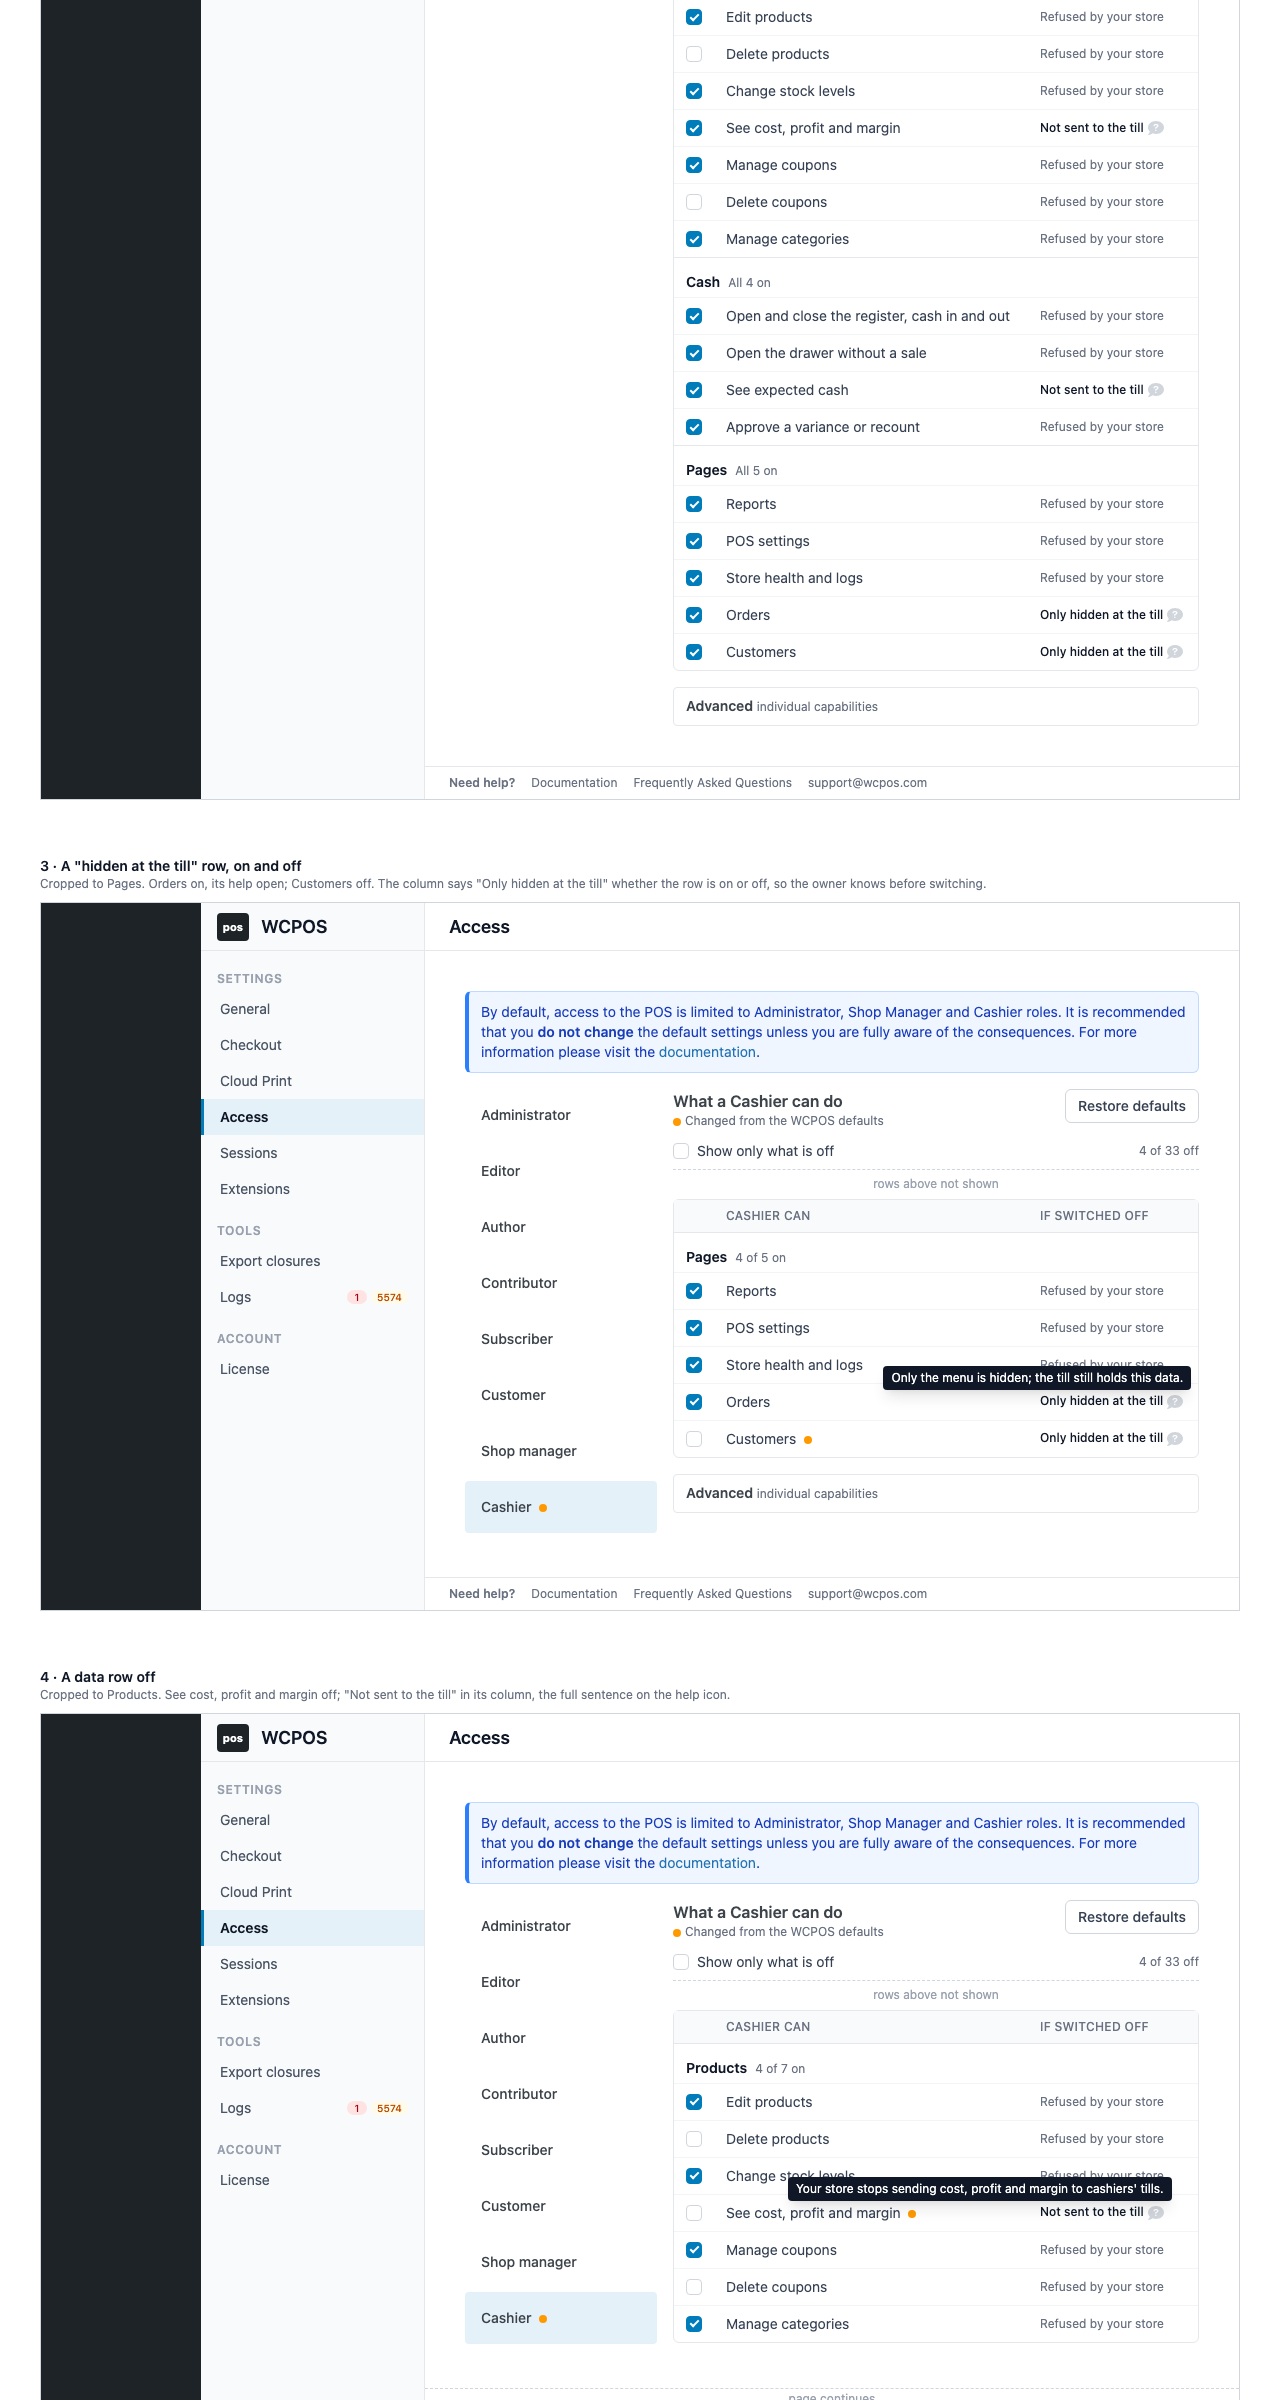 Edit products Refused by your store
Delete products Refused by your store
Change stock levels Refused by your store
See cost, profit and margin Not sent to the till ?
Manage coupons Refused by your store
Delete coupons Refused by your store
Manage categories Refused by your store
Cash All 4 on
Open and close the register, cash in and out Refused by your store
Open the drawer without a sale Refused by your store
See expected cash Not sent to the till ?
Approve a variance or recount Refused by your store
Pages All 5 on
Reports Refused by your store
POS settings Refused by your store
Store health and logs Refused by your store
Orders Only hidden at the till ?
Customers Only hidden at the till ?
Advanced individual capabilities
Need help? Documentation Frequently Asked Questions support@wcpos.com
3 · A "hidden at the till" row, on and off
Cropped to Pages. Orders on, its help open; Customers off. The column says "Only hidden at the till" whether the row is on or off, so the owner knows before switching.
pos WCPOS
SETTINGS
General
Checkout
Cloud Print
Access
Sessions
Extensions
TOOLS
Export closures
Logs 1 5574
ACCOUNT
License
Access
By default, access to the POS is limited to Administrator, Shop Manager and Cashier roles. It is recommended
that you do not change the default settings unless you are fully aware of the consequences. For more
information please visit the documentation.
Administrator
Editor
Author
Contributor
Subscriber
Customer
Shop manager
Cashier
What a Cashier can do
Changed from the WCPOS defaults
Restore defaults
Show only what is off 4 of 33 off
rows above not shown
CASHIER CAN IF SWITCHED OFF
Pages 4 of 5 on
Reports Refused by your store
POS settings Refused by your store
Store health and logs Refused by your store
Only the menu is hidden; the till still holds this data.
Orders Only hidden at the till ?
Customers Only hidden at the till ?
Advanced individual capabilities
Need help? Documentation Frequently Asked Questions support@wcpos.com
4 · A data row off
Cropped to Products. See cost, profit and margin off; "Not sent to the till" in its column, the full sentence on the help icon.
pos WCPOS
SETTINGS
General
Checkout
Cloud Print
Access
Sessions
Extensions
TOOLS
Export closures
Logs 1 5574
ACCOUNT
License
Access
By default, access to the POS is limited to Administrator, Shop Manager and Cashier roles. It is recommended
that you do not change the default settings unless you are fully aware of the consequences. For more
information please visit the documentation.
Administrator
Editor
Author
Contributor
Subscriber
Customer
Shop manager
Cashier
What a Cashier can do
Changed from the WCPOS defaults
Restore defaults
Show only what is off 4 of 33 off
rows above not shown
CASHIER CAN IF SWITCHED OFF
Products 4 of 7 on
Edit products Refused by your store
Delete products Refused by your store
Change stock levels Refused by your store
Your store stops sending cost, profit and margin to cashiers' tills.
See cost, profit and margin Not sent to the till ?
Manage coupons Refused by your store
Delete coupons Refused by your store
Manage categories Refused by your store
page continues